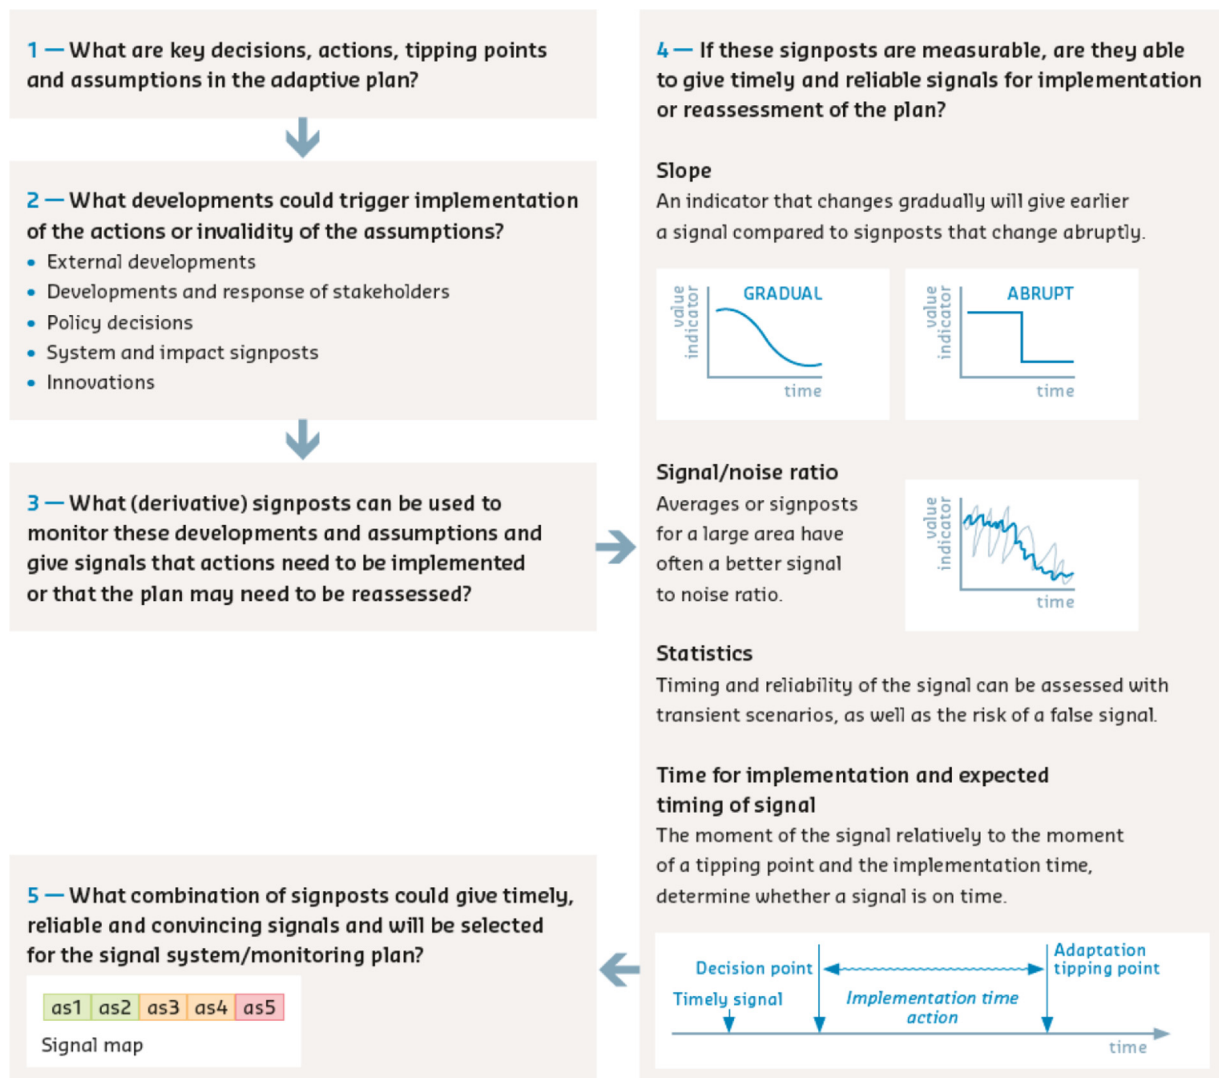 1 — What are key decisions, actions, tipping points
and assumptions in the adaptive plan?
2 — What developments could trigger implementation
of the actions or invalidity of the assumptions?
• External developments
• Developments and response of stakeholders
• Policy decisions
• System and impact signposts
• Innovations
3 — What (derivative) signposts can be used to
monitor these developments and assumptions and
give signals that actions need to be implemented
or that the plan may need to be reassessed?
4 — If these signposts are measurable, are they able
to give timely and reliable signals for implementation
or reassessment of the plan?
Slope
An indicator that changes gradually will give earlier
a signal compared to signposts that change abruptly.
value
indicator
GRADUAL
time
value
indicator
ABRUPT
time
Signal/noise ratio
Averages or signposts
for a large area have
often a better signal
to noise ratio.
value
indicator
time
Statistics
Timing and reliability of the signal can be assessed with
transient scenarios, as well as the risk of a false signal.
Time for implementation and expected
timing of signal
The moment of the signal relatively to the moment
of a tipping point and the implementation time,
determine whether a signal is on time.
Decision point
Adaptation
tipping point
Timely signal
Implementation time
action
time
5 — What combination of signposts could give timely,
reliable and convincing signals and will be selected
for the signal system/monitoring plan?
as1 as2 as3 as4 as5
Signal map